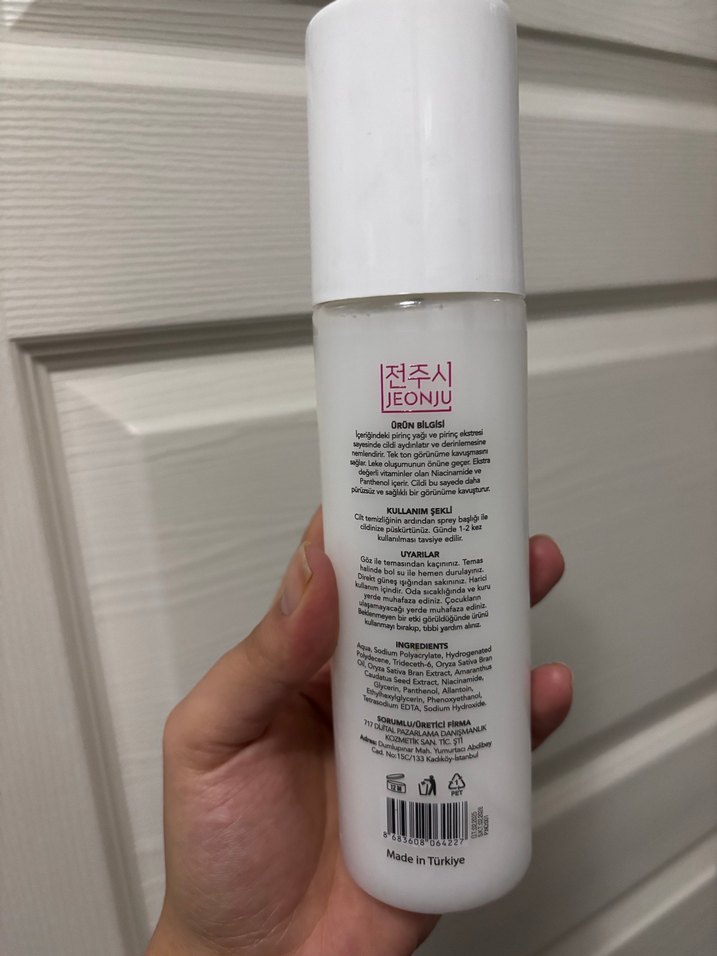 전주시
JEONJU
ÜRÜN BİLGİSİ
İçeriğindeki pirinç yağı ve pirinç ekstresi
sayesinde cildi aydınlatır ve derinlemesine
nemlendirir. Tek ton görünüme kavuşmasını
sağlar. Leke oluşumunun önüne geçer. Ekstra
değerli vitaminler olan Niacinamide ve
Panthenol içerir. Cildi bu sayede daha
pürüzsüz ve sağlıklı bir görünüme kavuşturur.
KULLANIM ŞEKLİ
Cilt temizliğinin ardından sprey başlığı ile
cildinize püskürtünüz. Günde 1-2 kez
kullanılması tavsiye edilir.
UYARILAR
Göz ile temasından kaçınınız. Temas
halinde bol su ile hemen durulayınız.
Direkt güneş ışığından sakınınız. Harici
kullanım içindir. Oda sıcaklığında ve kuru
yerde muhafaza ediniz. Çocukların
ulaşamayacağı yerde muhafaza ediniz.
Beklenmeyen bir etki görüldüğünde ürünü
kullanmayı bırakıp, tıbbi yardım alınız.
INGREDIENTS
Aqua, Sodium Polyacrylate, Hydrogenated
Polydecene, Trideceth-6, Oryza Sativa Bran
Oil, Oryza Sativa Bran Extract, Amaranthus
Caudatus Seed Extract, Niacinamide,
Glycerin, Panthenol, Allantoin,
Ethylhexylglycerin, Phenoxyethanol,
Tetrasodium EDTA, Sodium Hydroxide.
SORUMLU/ÜRETİCİ FİRMA
717 DİJİTAL PAZARLAMA DANIŞMANLIK
KOZMETİK SAN. TİC. ŞTİ
Adres: Dumlupınar Mah. Yumurtacı Abdibey
Cad. No:15C/133 Kadıköy-İstanbul
12 M
1
PET
8 683608 064227
ÜT.02.2025
SKT.02.2028
Made in Türkiye